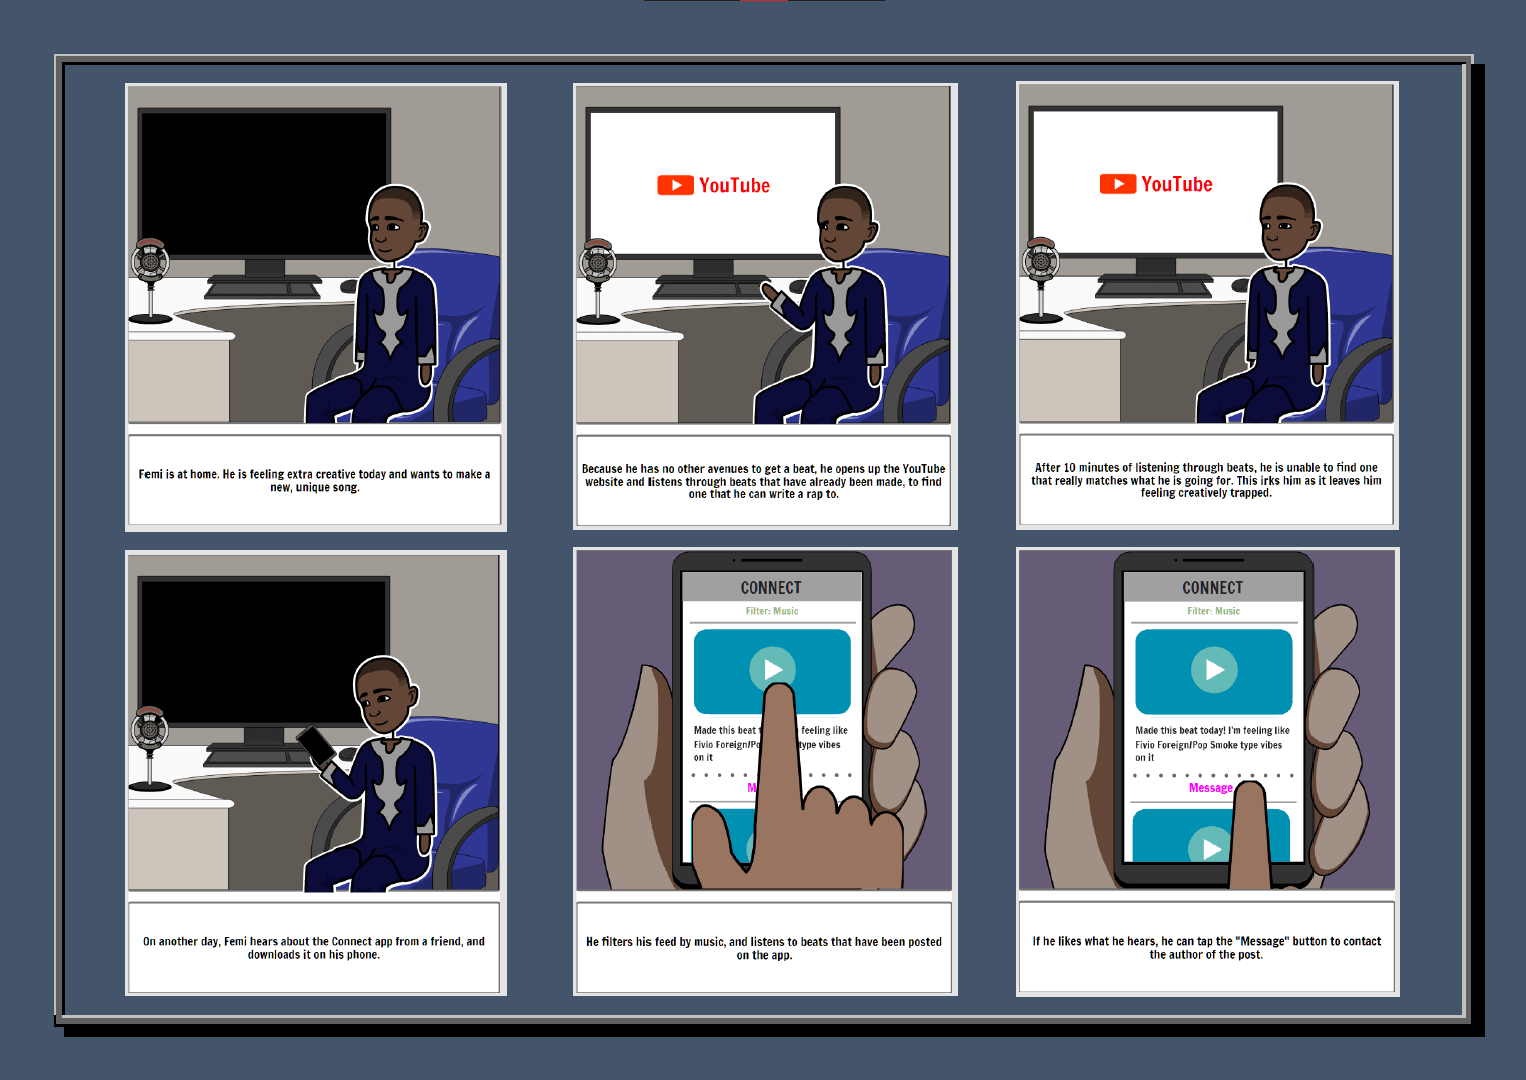 YouTube
YouTube
Femi is at home. He is feeling extra creative today and wants to make a
new, unique song.
Because he has no other avenues to get a beat, he opens up the YouTube
website and listens through beats that have already been made, to find
one that he can write a rap to.
After 10 minutes of listening through beats, he is unable to find one
that really matches what he is going for. This irks him as it leaves him
feeling creatively trapped.
On another day, Femi hears about the Connect app from a friend, and
downloads it on his phone.
CONNECT
Filter: Music
Made this beat feeling like
Fivio Foreign/Po type vibes
on it
M
He filters his feed by music, and listens to beats that have been posted
on the app.
CONNECT
Filter: Music
Made this beat today! I'm feeling like
Fivio Foreign/Pop Smoke type vibes
on it
Message
If he likes what he hears, he can tap the "Message" button to contact
the author of the post.